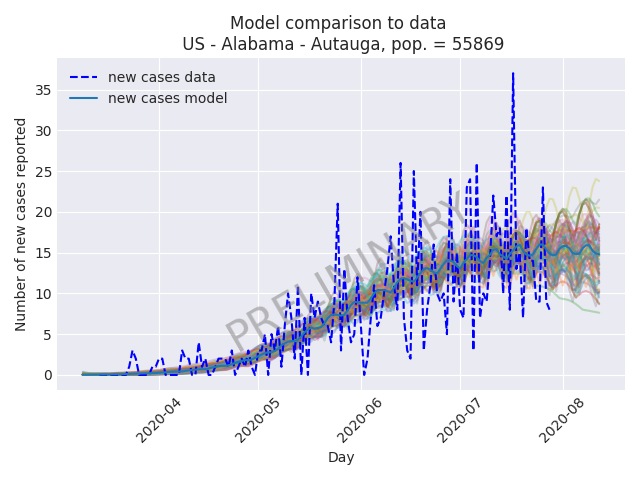 Model comparison to data
US - Alabama - Autauga, pop. = 55869
new cases data
new cases model
PRELIMINARY
Number of new cases reported
35
30
25
20
15
10
5
0
2020-04
2020-05
2020-06
2020-07
2020-08
Day